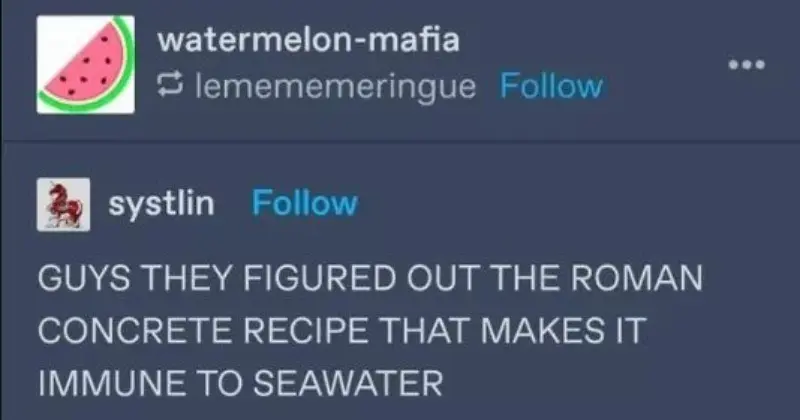 watermelon-mafia
lemememeringue Follow
systlin Follow
GUYS THEY FIGURED OUT THE ROMAN
CONCRETE RECIPE THAT MAKES IT
IMMUNE TO SEAWATER